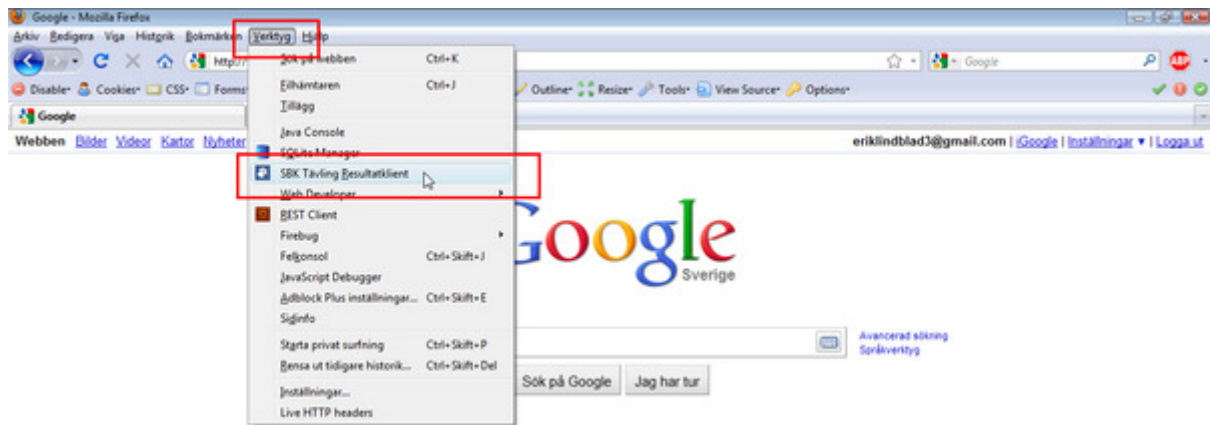 Google - Mozilla Firefox
Arkiv Redigera Visa Historik Bokmärken Verktyg Hjälp
http:/
Google
Disable Cookies CSS Forms
Outline Resize Tools View Source Options
Google
Webben Bilder Videor Kartor Nyheter
eriklindblad3@gmail.com | iGoogle | Inställningar ▼ | Logga ut
Sök på webben Ctrl+K
Filhämtaren Ctrl+J
Tillägg
Java Console
SQLite Manager
SBK Tävling Resultatklient
Web Developer
REST Client
Firebug
Felkonsol Ctrl+Skift+J
JavaScript Debugger
Adblock Plus inställningar... Ctrl+Skift+E
Sidinfo
Starta privat surfning Ctrl+Skift+P
Rensa ut tidigare historik... Ctrl+Skift+Del
Inställningar...
Live HTTP headers
Google
Sverige
Avancerad sökning
Språkverktyg
Sök på Google Jag har tur
ABP